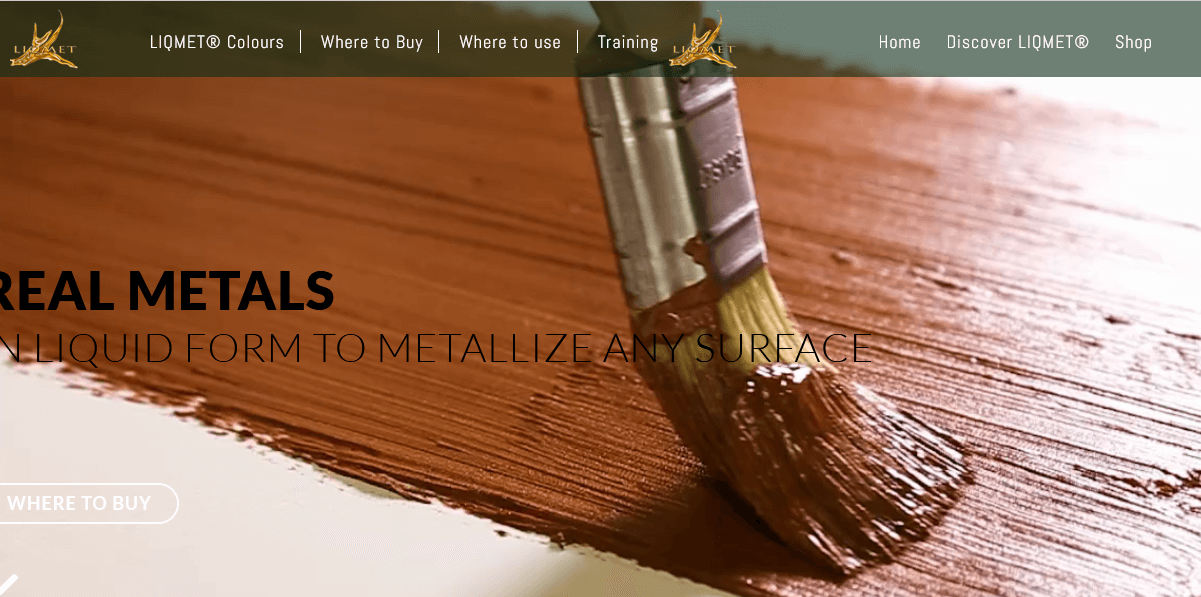 LIQMET
LIQMET® Colours
Where to Buy
Where to use
Training
LIQMET
Home
Discover LIQMET®
Shop
REAL METALS
N LIQUID FORM TO METALLIZE ANY SURFACE
WHERE TO BUY